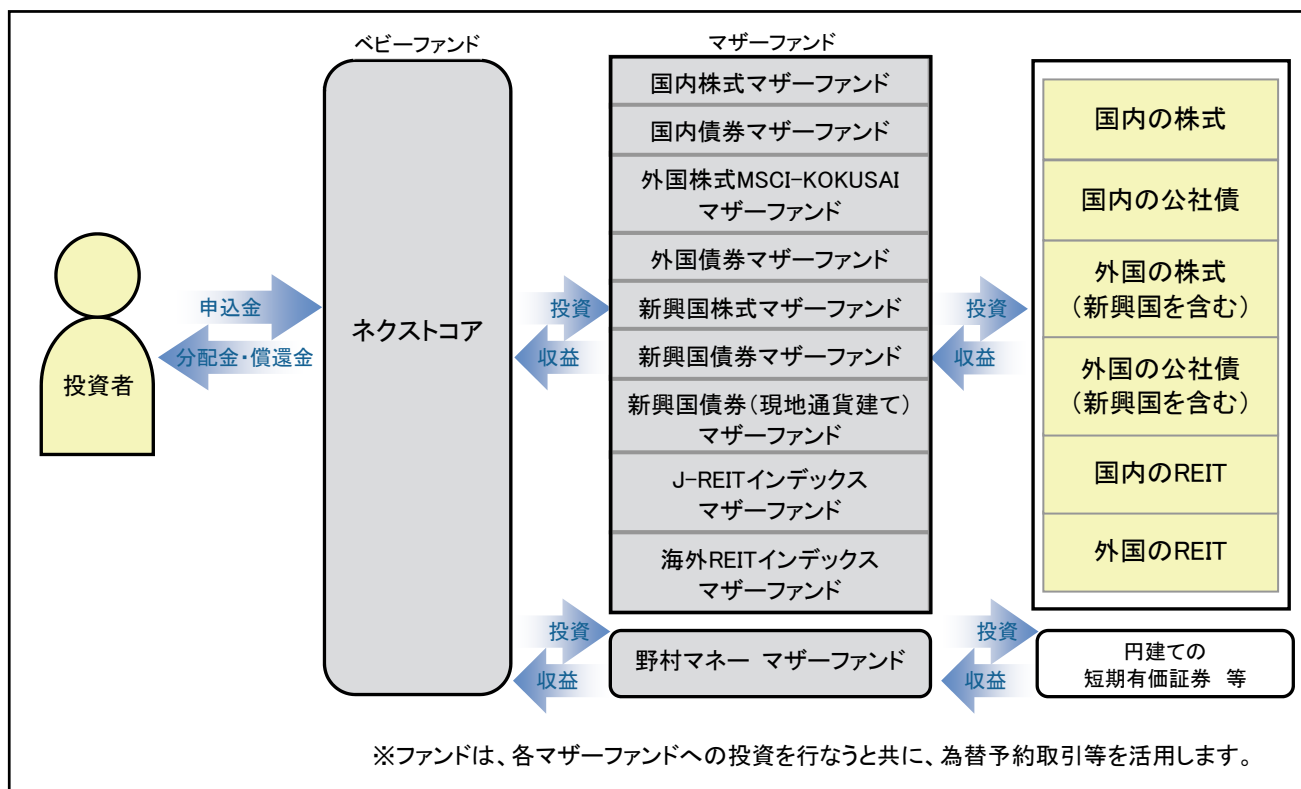 ベビーファンド
マザーファンド
国内株式マザーファンド
国内債券マザーファンド
外国株式MSCI-KOKUSAI
マザーファンド
外国債券マザーファンド
新興国株式マザーファンド
新興国債券マザーファンド
新興国債券(現地通貨建て)
マザーファンド
J-REITインデックス
マザーファンド
海外REITインデックス
マザーファンド
国内の株式
国内の公社債
外国の株式
(新興国を含む)
外国の公社債
(新興国を含む)
国内のREIT
外国のREIT
投資者
申込金
分配金・償還金
ネクストコア
投資
収益
投資
収益
投資
収益
野村マネー マザーファンド
投資
収益
円建ての
短期有価証券 等
※ファンドは、各マザーファンドへの投資を行なうと共に、為替予約取引等を活用します。